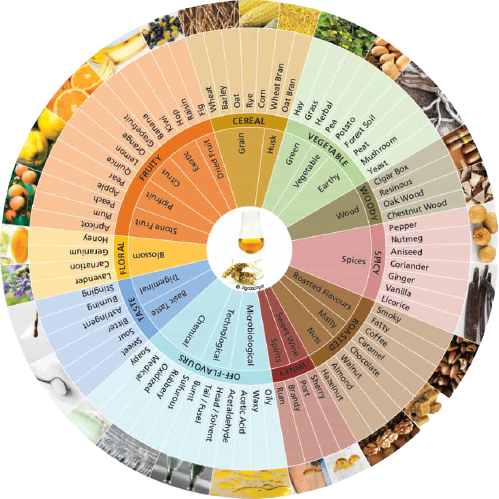 CEREAL
Grain
Husk
Wheat
Barley
Oat
Rye
Corn
Wheat Bran
Oat Bran
VEGETABLE
Green
Vegetable
Earthy
Hay
Grass
Herbal
Pea
Potato
Forest Soil
Peat
Mushroom
Yeast
WOODY
Wood
Cigar Box
Resinous
Oak Wood
Chestnut Wood
SPICY
Spices
Pepper
Nutmeg
Aniseed
Coriander
Ginger
Vanilla
Licorice
ROASTED
Roasted Flavours
Malty
Nuts
Smoky
Fatty
Coffee
Caramel
Chocolate
Walnut
Almond
Hazelnut
WINEY
Sweet Wine
Spirits
Sherry
Port
Brandy
Rum
OFF-FLAVOURS
Microbiological
Technological
Chemical
Oily
Waxy
Acetic Acid
Acetaldehyde
Head / Solvent
Tail / Fusel
Burnt
Sulfurous
Rubbery
Oxidized
Medical
Soapy
TASTE
Basic Taste
Trigeminal
Sweet
Sour
Bitter
Astringent
Burning
Stinging
FLORAL
Blossom
Lavender
Carnation
Geranium
Honey
FRUITY
Stone Fruit
Pipfruit
Citrus
Exotic
Dried Fruit
Apricot
Plum
Peach
Apple
Pear
Quince
Lemon
Orange
Grapefruit
Banana
Kiwi
Hop
Raisin
Fig